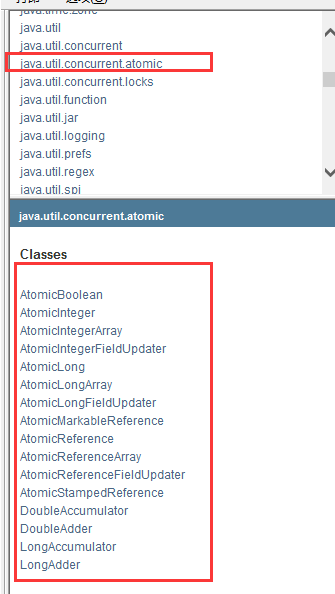 java.util
java.util.concurrent
java.util.concurrent.atomic
java.util.concurrent.locks
java.util.function
java.util.jar
java.util.logging
java.util.prefs
java.util.regex
java.util.spi
java.util.concurrent.atomic
Classes
AtomicBoolean
AtomicInteger
AtomicIntegerArray
AtomicIntegerFieldUpdater
AtomicLong
AtomicLongArray
AtomicLongFieldUpdater
AtomicMarkableReference
AtomicReference
AtomicReferenceArray
AtomicReferenceFieldUpdater
AtomicStampedReference
DoubleAccumulator
DoubleAdder
LongAccumulator
LongAdder